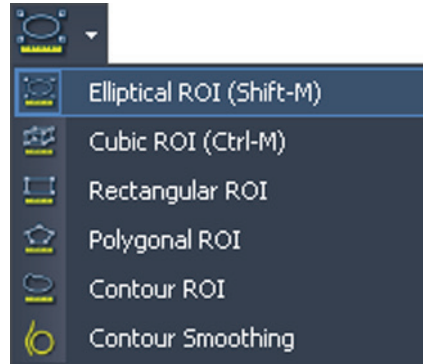 Elliptical ROI (Shift-M)
Cubic ROI (Ctrl-M)
Rectangular ROI
Polygonal ROI
Contour ROI
Contour Smoothing